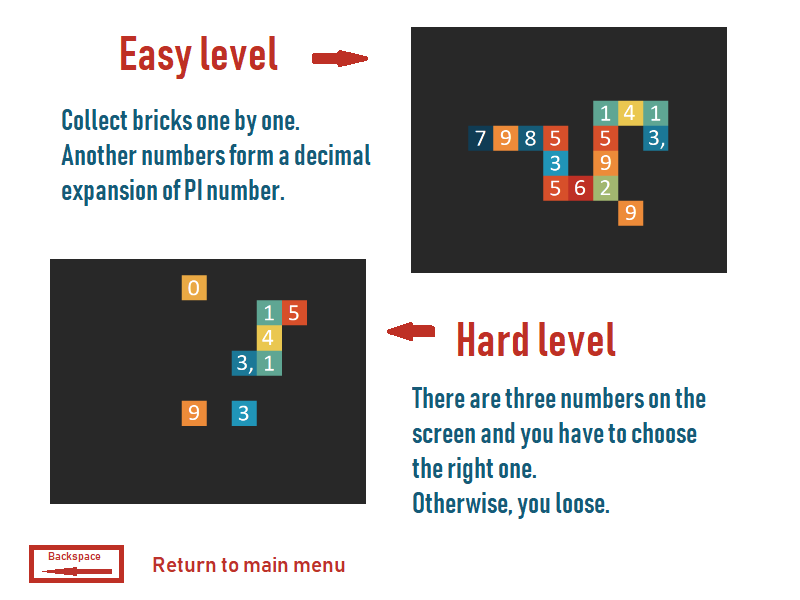 Easy level
Collect bricks one by one.
Another numbers form a decimal
expansion of PI number.
1 4 1
7 9 8 5 5 3,
3 9
5 6 2
9
0
1 5
4
3, 1
9 3
Hard level
There are three numbers on the
screen and you have to choose
the right one.
Otherwise, you loose.
Backspace
Return to main menu